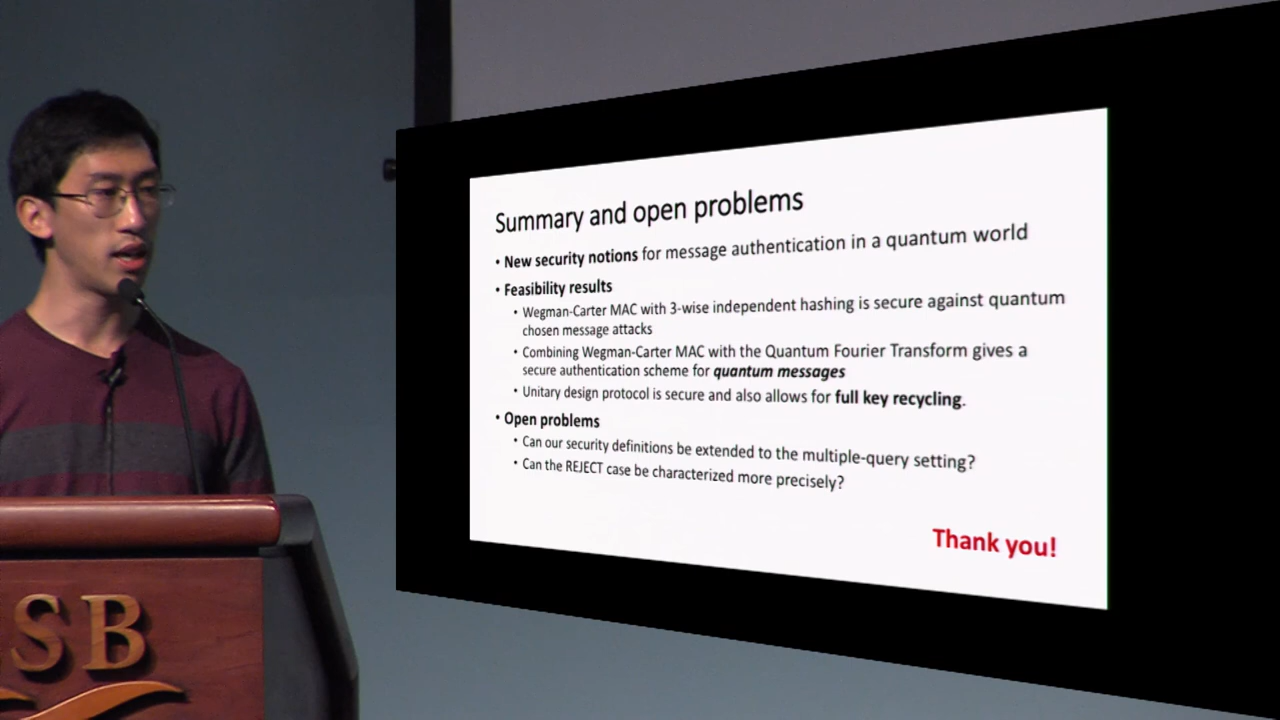 Summary and open problems
• New security notions for message authentication in a quantum world
• Feasibility results
• Wegman-Carter MAC with 3-wise independent hashing is secure against quantum
chosen message attacks
• Combining Wegman-Carter MAC with the Quantum Fourier Transform gives a
secure authentication scheme for quantum messages
• Unitary design protocol is secure and also allows for full key recycling.
• Open problems
• Can our security definitions be extended to the multiple-query setting?
• Can the REJECT case be characterized more precisely?
Thank you!
SB